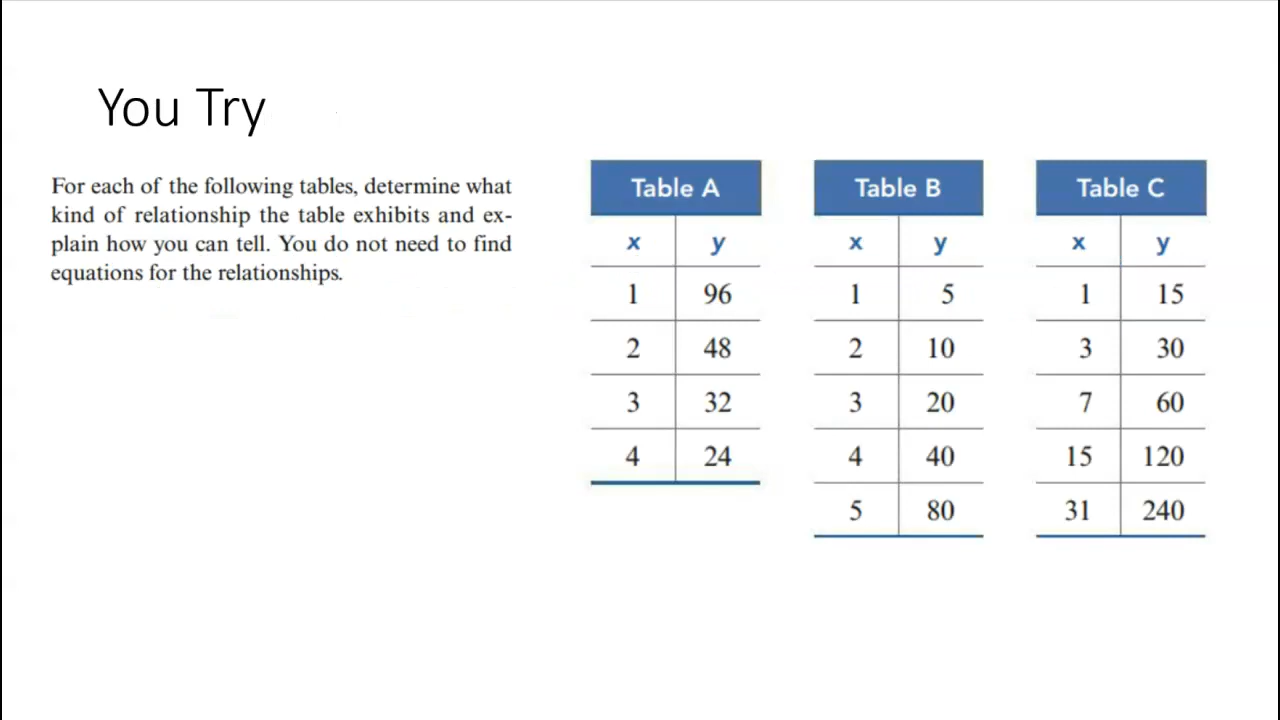 You Try
For each of the following tables, determine what
kind of relationship the table exhibits and ex-
plain how you can tell. You do not need to find
equations for the relationships.
Table A
x y
1 96
2 48
3 32
4 24
Table B
x y
1 5
2 10
3 20
4 40
5 80
Table C
x y
1 15
3 30
7 60
15 120
31 240